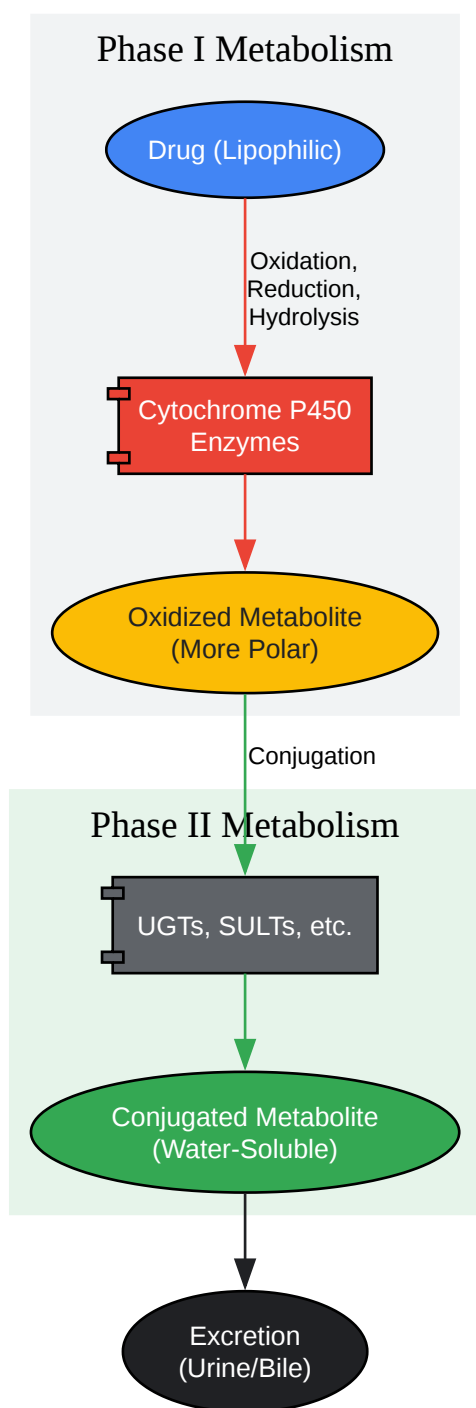 Phase I Metabolism
Drug (Lipophilic)
Oxidation,
Reduction,
Hydrolysis
Cytochrome P450
Enzymes
Oxidized Metabolite
(More Polar)
Conjugation
Phase II Metabolism
UGTs, SULTs, etc.
Conjugated Metabolite
(Water-Soluble)
Excretion
(Urine/Bile)